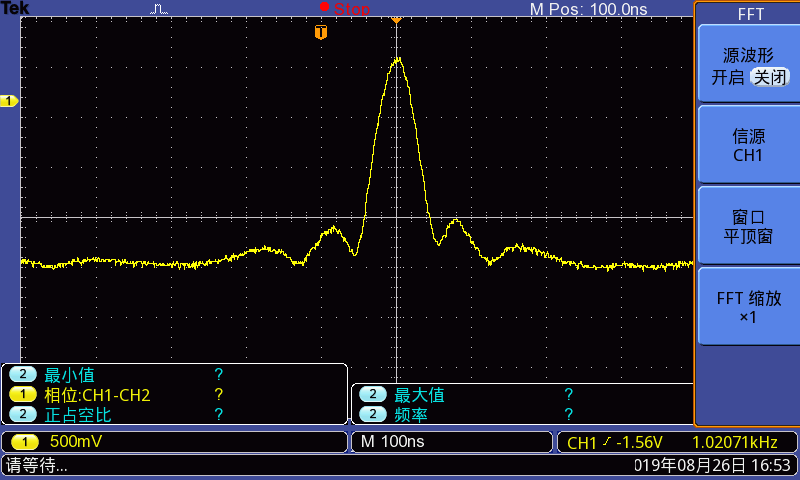 Tek
Stop
M Pos: 100.0ns
FFT
T
源波形
开启 关闭
1
信源
CH1
窗口
平顶窗
FFT 缩放
×1
2 最小值 ?
1 相位:CH1-CH2 ?
2 正占空比 ?
2 最大值 ?
2 频率 ?
1 500mV
M 100ns
CH1 -1.56V 1.02071kHz
请等待...
019年08月26日 16:53